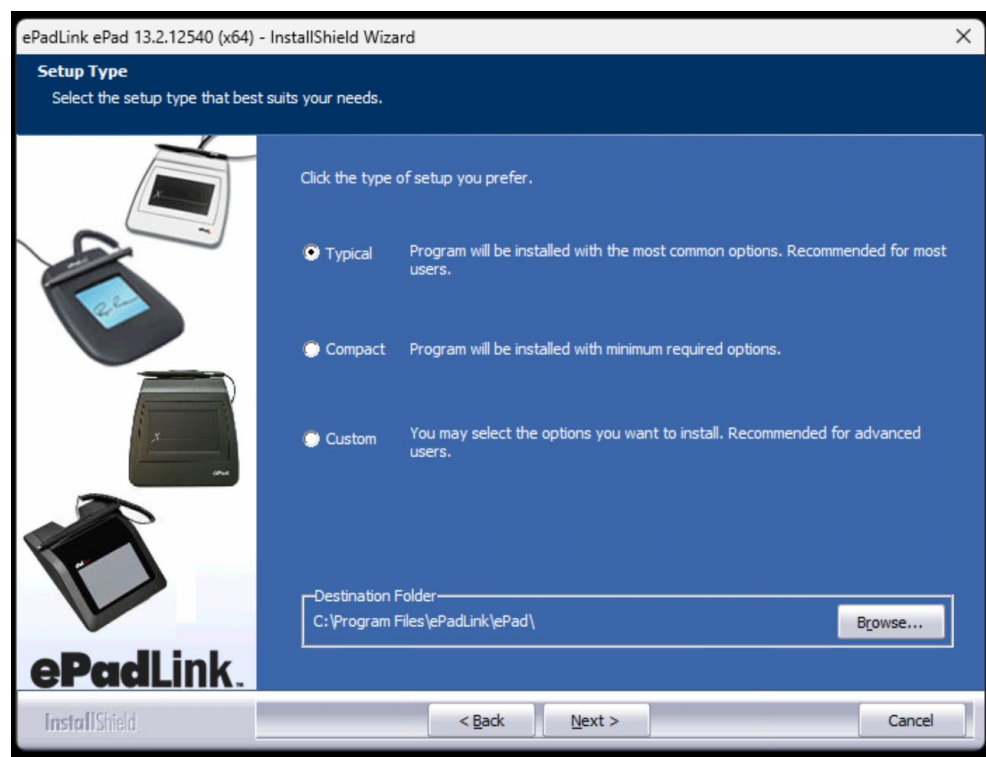 ePadLink ePad 13.2.12540 (x64) - InstallShield Wizard
Setup Type
Select the setup type that best suits your needs.
Click the type of setup you prefer.
Typical
Program will be installed with the most common options. Recommended for most
users.
Compact
Program will be installed with minimum required options.
Custom
You may select the options you want to install. Recommended for advanced
users.
Destination Folder
C:\Program Files\ePadLink\ePad\
Browse...
ePadLink
InstallShield
< Back
Next >
Cancel